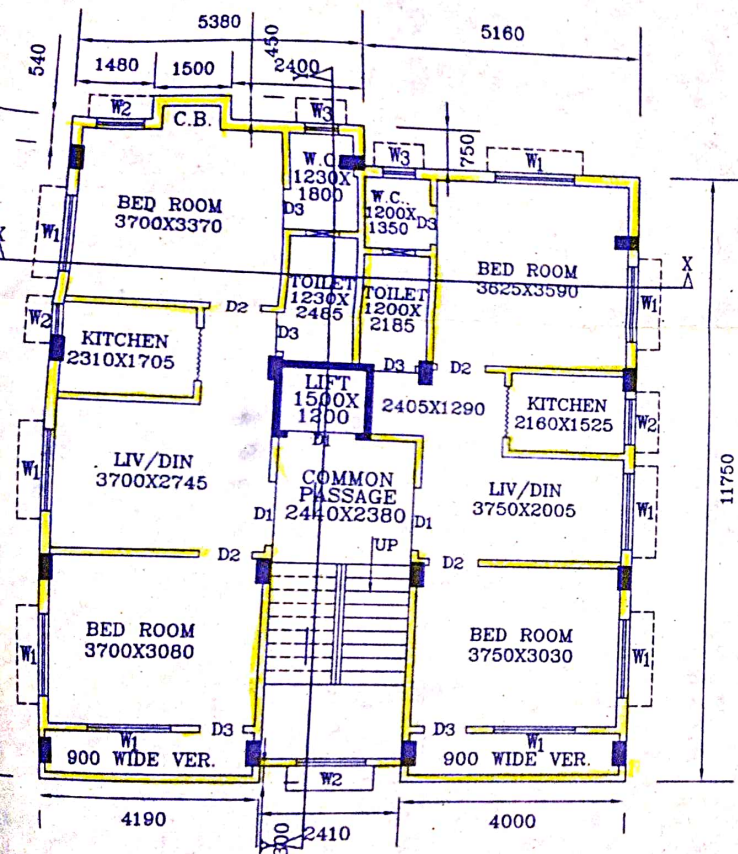 5380
5160
540
450
1480
1500
2400
Y
W2
C.B.
W3
W.C.
1230X
1800
750
W3
W1
BED ROOM
3700X3370
D3
W.C.
1200X
1350
D3
W1
X
BED ROOM
3625X3590
X
W1
TOILET
1230X
2485
TOILET
1200X
2185
W2
D2
D3
KITCHEN
2310X1705
D3
D2
LIFT
1500X
1200
D1
2405X1290
KITCHEN
2160X1525
W2
W1
LIV/DIN
3700X2745
COMMON
PASSAGE
2440X2380
D1
D1
LIV/DIN
3750X2005
W1
11750
UP
D2
D2
W1
BED ROOM
3700X3080
BED ROOM
3750X3030
W1
D3
D3
W1
900 WIDE VER.
W1
900 WIDE VER.
W2
4190
2410
4000
300
Y